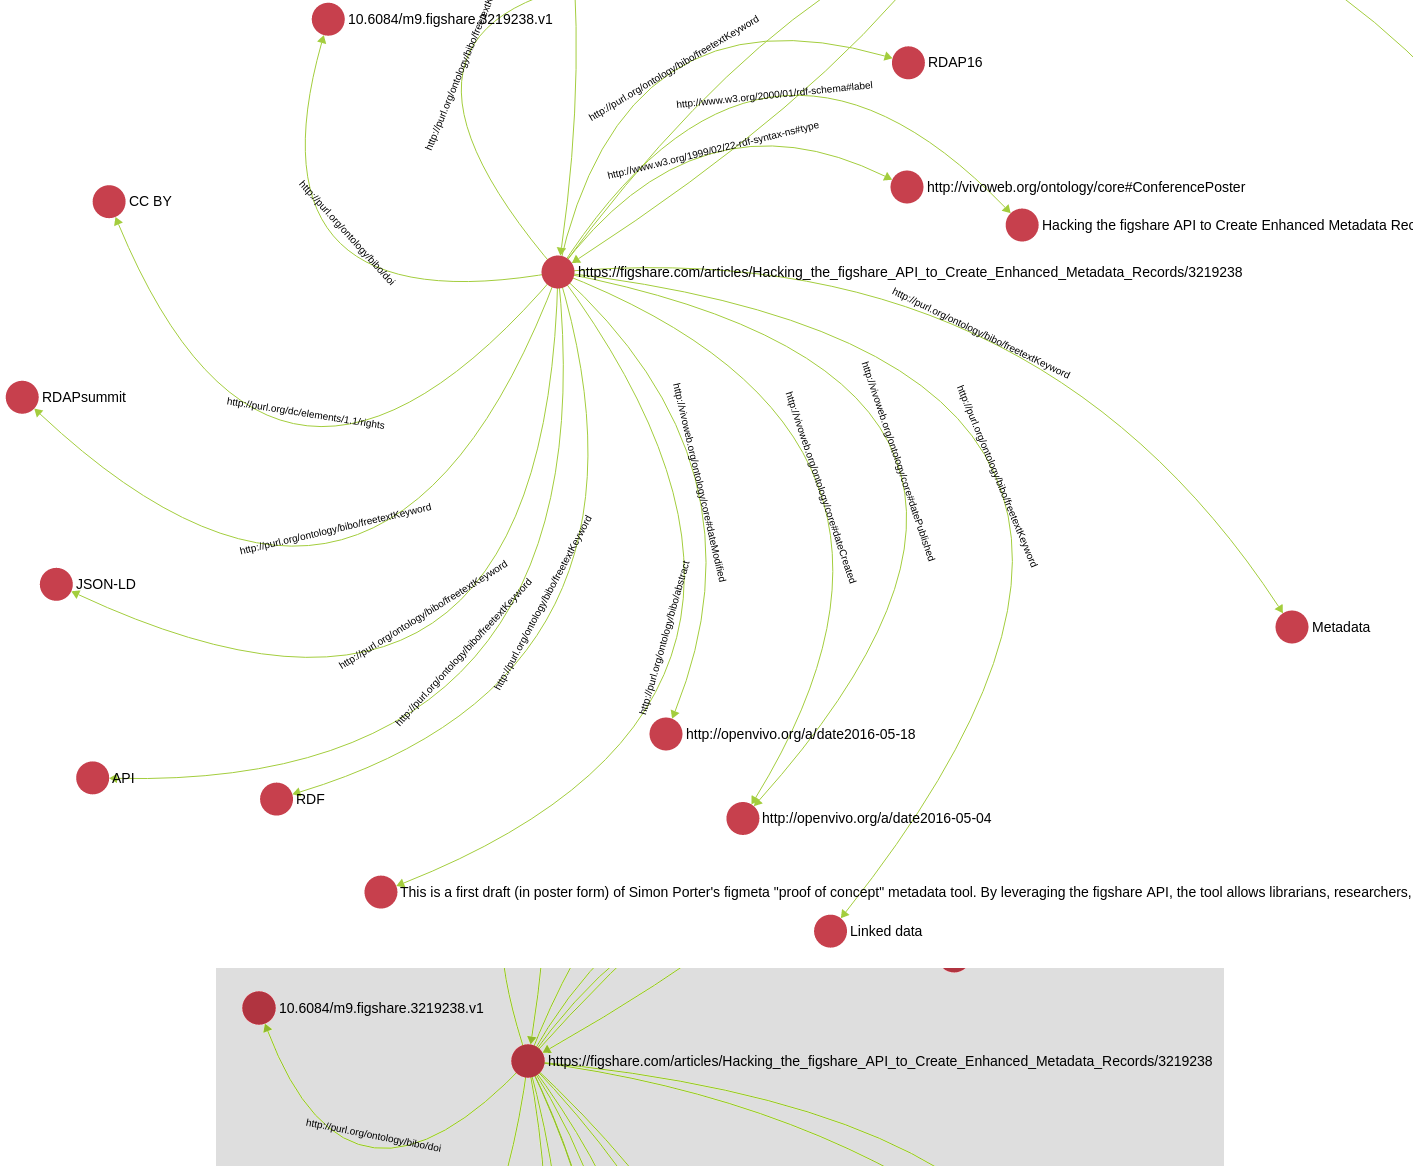 10.6084/m9.figshare.3219238.v1
http://purl.org/ontology/bibo/freetextKeyword
http://purl.org/ontology/bibo/freetextKeyword
RDAP16
http://www.w3.org/2000/01/rdf-schema#label
http://www.w3.org/1999/02/22-rdf-syntax-ns#type
http://vivoweb.org/ontology/core#ConferencePoster
CC BY
http://purl.org/ontology/bibo/doi
Hacking the figshare API to Create Enhanced Metadata Rec
https://figshare.com/articles/Hacking_the_figshare_API_to_Create_Enhanced_Metadata_Records/3219238
http://purl.org/ontology/bibo/freetextKeyword
RDAPsummit
http://purl.org/dc/elements/1.1/rights
http://vivoweb.org/ontology/core#dateModified
http://vivoweb.org/ontology/core#dateCreated
http://vivoweb.org/ontology/core#datePublished
http://purl.org/ontology/bibo/freetextKeyword
http://purl.org/ontology/bibo/freetextKeyword
JSON-LD
http://purl.org/ontology/bibo/freetextKeyword
http://purl.org/ontology/bibo/freetextKeyword
http://purl.org/ontology/bibo/freetextKeyword
http://purl.org/ontology/bibo/abstract
Metadata
http://openvivo.org/a/date2016-05-18
API
RDF
http://openvivo.org/a/date2016-05-04
This is a first draft (in poster form) of Simon Porter's figmeta "proof of concept" metadata tool. By leveraging the figshare API, the tool allows librarians, researchers,
Linked data
10.6084/m9.figshare.3219238.v1
https://figshare.com/articles/Hacking_the_figshare_API_to_Create_Enhanced_Metadata_Records/3219238
http://purl.org/ontology/bibo/doi